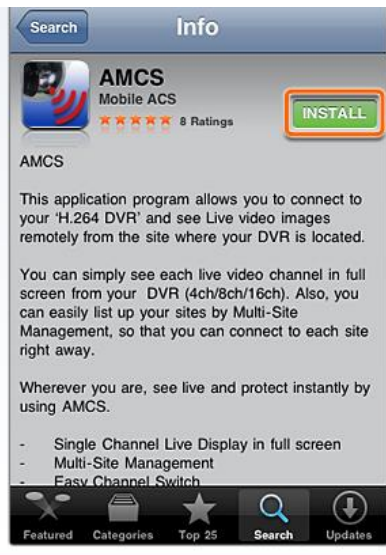 Search
Info
AMCS
Mobile ACS
8 Ratings
INSTALL
AMCS
This application program allows you to connect to
your ‘H.264 DVR’ and see Live video images
remotely from the site where your DVR is located.
You can simply see each live video channel in full
screen from your DVR (4ch/8ch/16ch). Also, you
can easily list up your sites by Multi-Site
Management, so that you can connect to each site
right away.
Wherever you are, see live and protect instantly by
using AMCS.
- Single Channel Live Display in full screen
- Multi-Site Management
- Easy Channel Switch
Featured Categories Top 25 Search Updates